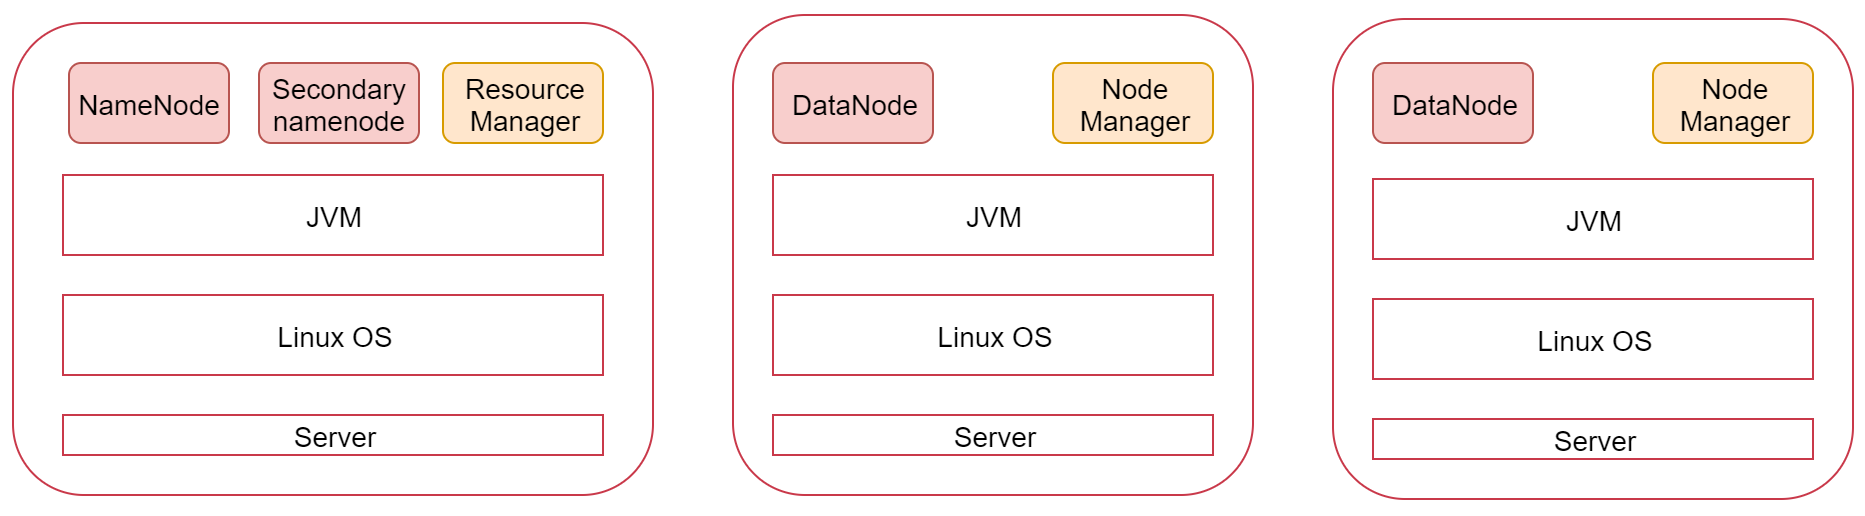 NameNode
Secondary
namenode
Resource
Manager
JVM
Linux OS
Server
DataNode
Node
Manager
JVM
Linux OS
Server
DataNode
Node
Manager
JVM
Linux OS
Server